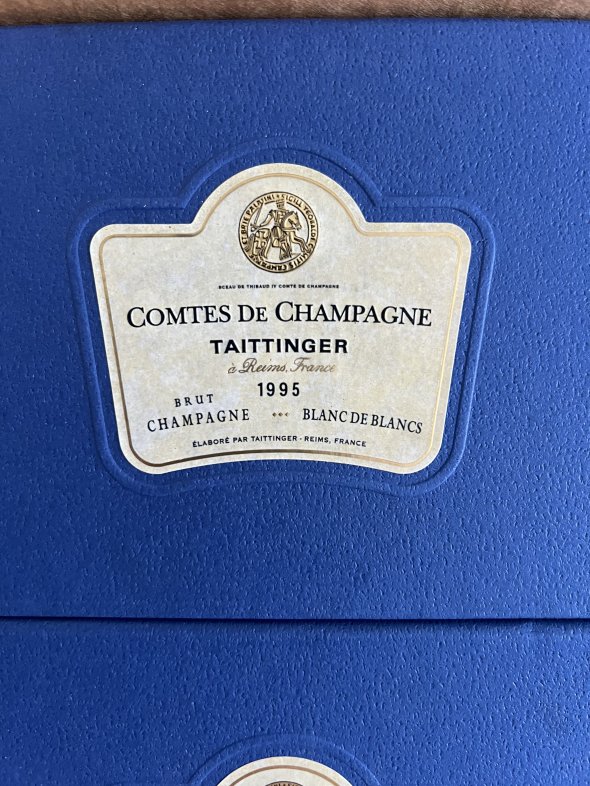 SCEAU DE THIBAUD IV COMTE DE CHAMPAGNE
COMTES DE CHAMPAGNE
TAITTINGER
à Reims, France
1995
BRUT
CHAMPAGNE BLANC DE BLANCS
ÉLABORÉ PAR TAITTINGER - REIMS, FRANCE